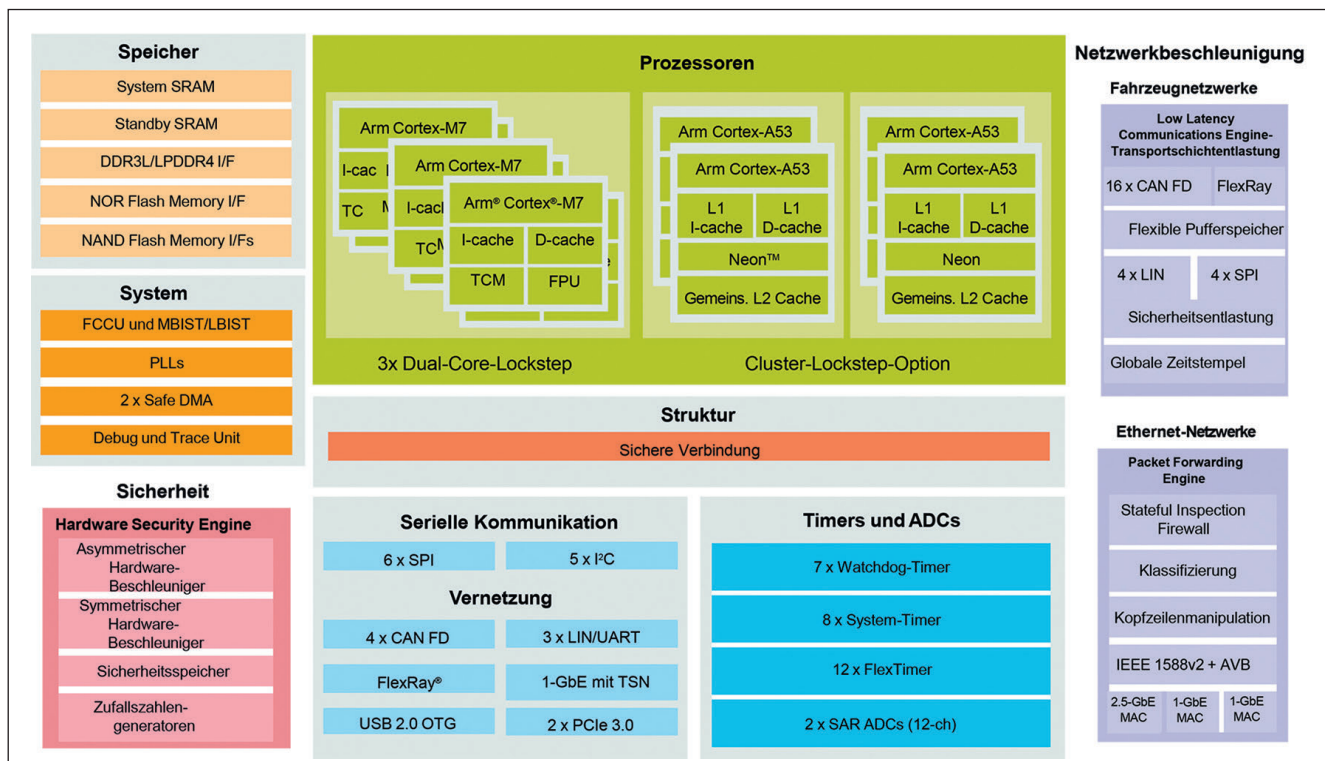 Speicher
System SRAM
Standby SRAM
DDR3L/LPDDR4 I/F
NOR Flash Memory I/F
NAND Flash Memory I/Fs
System
FCCU und MBIST/LBIST
PLLs
2 x Safe DMA
Debug und Trace Unit
Sicherheit
Hardware Security Engine
Asymmetrischer
Hardware-
Beschleuniger
Symmetrischer
Hardware-
Beschleuniger
Sicherheitsspeicher
Zufallszahlen-
generatoren
Prozessoren
Arm Cortex-M7
I-cac
TC
Arm Cortex-M7
I-cach
TCM
Arm® Cortex®-M7
I-cache D-cache
TCM FPU
3x Dual-Core-Lockstep
Arm Cortex-A53
Arm Cortex-A53
L1 L1
I-cache D-cache
Neon™
Gemeins. L2 Cache
Arm Cortex-A53
Arm Cortex-A53
L1 L1
I-cache D-cache
Neon
Gemeins. L2 Cache
Cluster-Lockstep-Option
Struktur
Sichere Verbindung
Serielle Kommunikation
6 x SPI 5 x I²C
Vernetzung
4 x CAN FD 3 x LIN/UART
FlexRay® 1-GbE mit TSN
USB 2.0 OTG 2 x PCIe 3.0
Timers und ADCs
7 x Watchdog-Timer
8 x System-Timer
12 x FlexTimer
2 x SAR ADCs (12-ch)
Netzwerkbeschleunigung
Fahrzeugnetzwerke
Low Latency
Communications Engine-
Transportschichtentlastung
16 x CAN FD FlexRay
Flexible Pufferspeicher
4 x LIN 4 x SPI
Sicherheitsentlastung
Globale Zeitstempel
Ethernet-Netzwerke
Packet Forwarding
Engine
Stateful Inspection
Firewall
Klassifizierung
Kopfzeilenmanipulation
IEEE 1588v2 + AVB
2.5-GbE 1-GbE 1-GbE
MAC MAC MAC